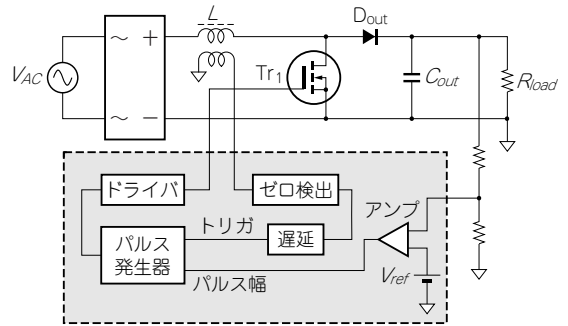 L
Dout
VAC
～
+
～
−
Tr1
Cout
Rload
ドライバ
ゼロ検出
アンプ
トリガ
遅延
パルス
発生器
パルス幅
Vref